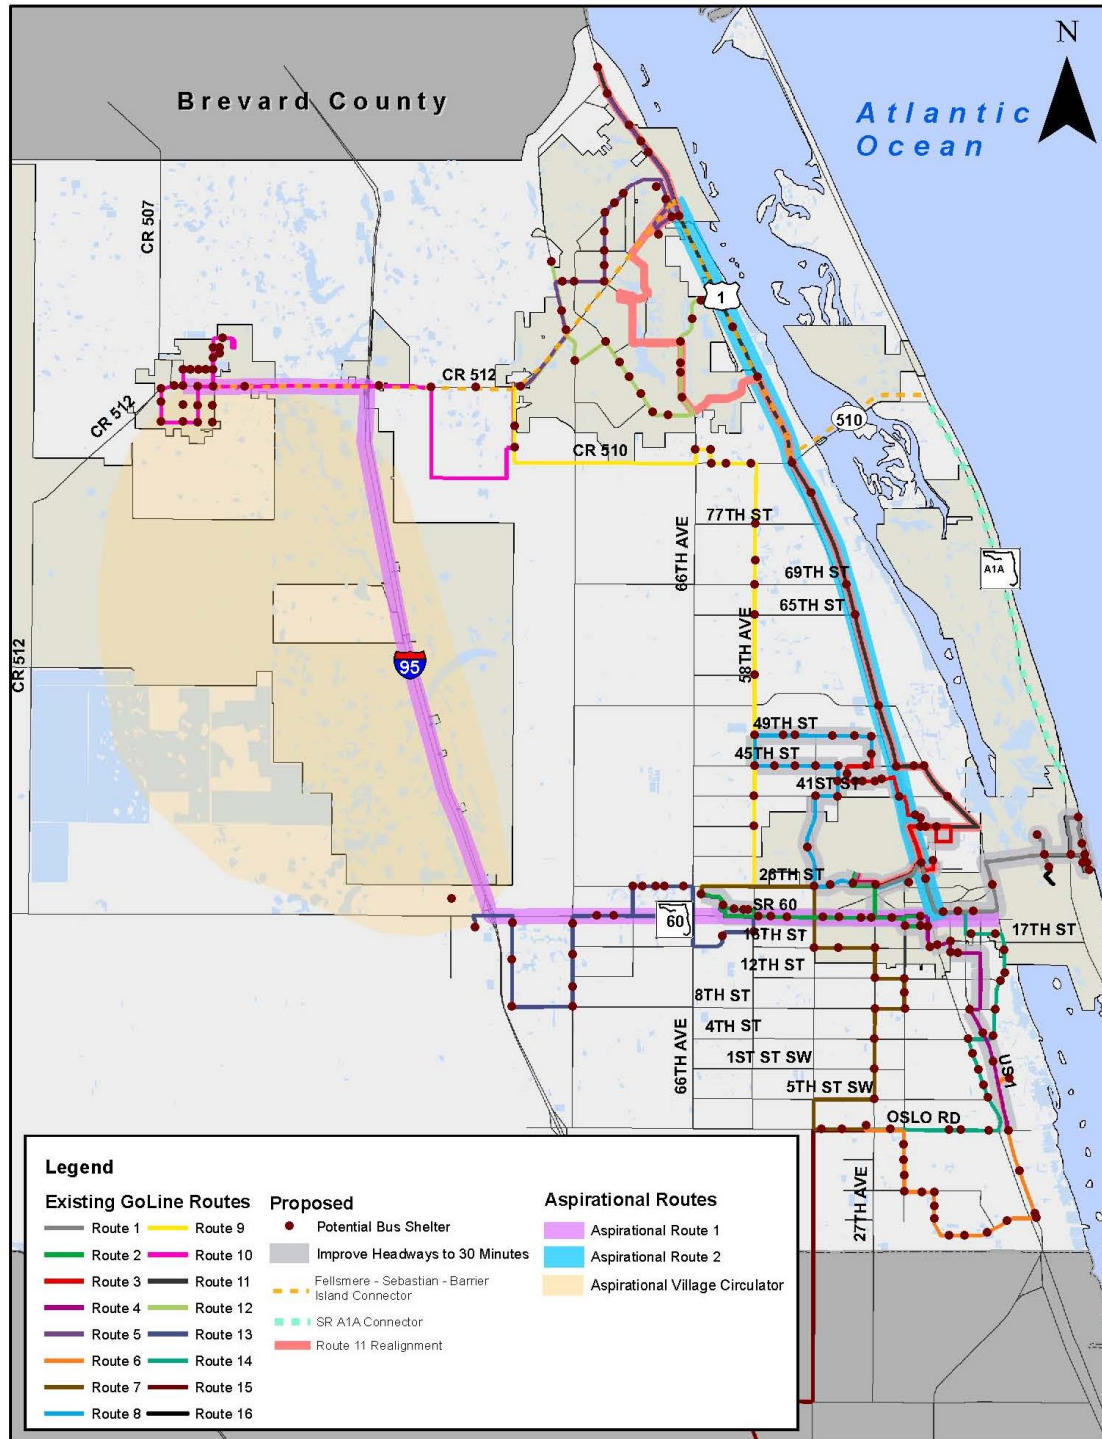 N
Brevard County
Atlantic
Ocean
CR 507
1
CR 512
CR 512
510
CR 510
77TH ST
66TH AVE
A1A
69TH ST
65TH ST
58TH AVE
95
CR 512
49TH ST
45TH ST
41ST ST
26TH ST
SR 60
60
16TH ST
17TH ST
12TH ST
8TH ST
4TH ST
66TH AVE
1ST ST SW
US 1
5TH ST SW
OSLO RD
27TH AVE
Legend
Existing GoLine Routes
Route 1
Route 2
Route 3
Route 4
Route 5
Route 6
Route 7
Route 8
Route 9
Route 10
Route 11
Route 12
Route 13
Route 14
Route 15
Route 16
Proposed
Potential Bus Shelter
Improve Headways to 30 Minutes
Fellsmere - Sebastian - Barrier
Island Connector
SR A1A Connector
Route 11 Realignment
Aspirational Routes
Aspirational Route 1
Aspirational Route 2
Aspirational Village Circulator